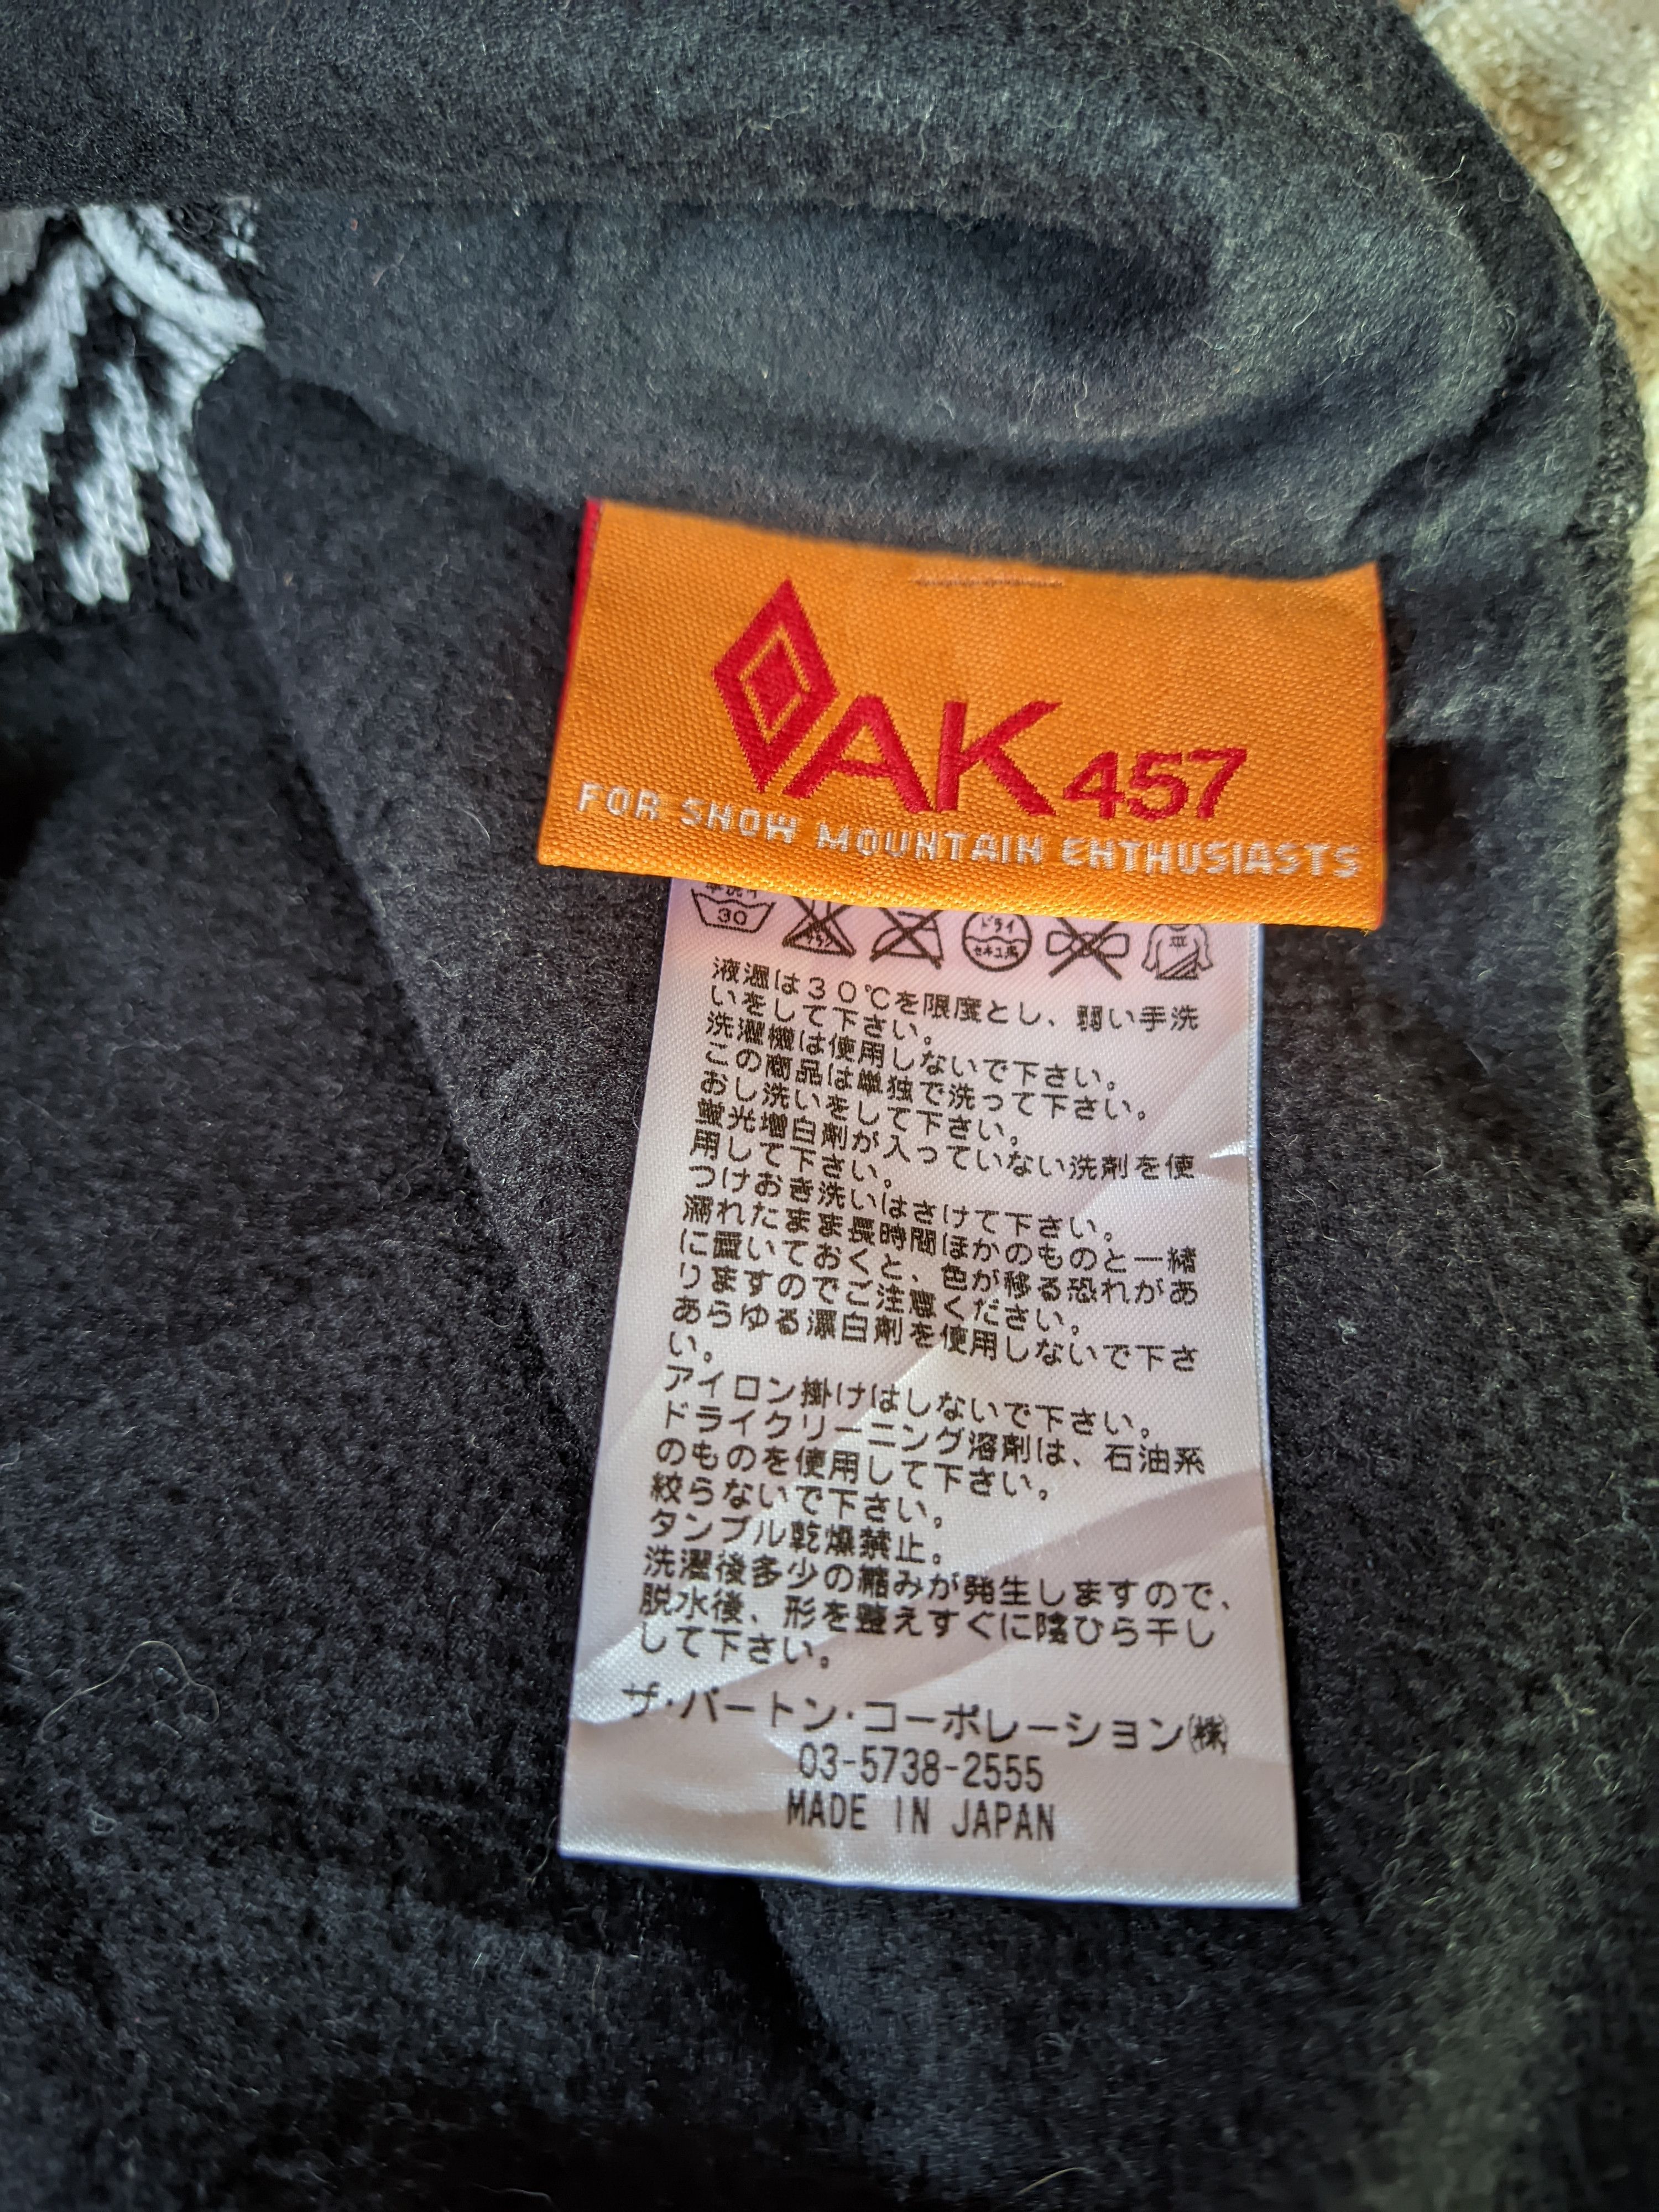 AK457
FOR SNOW MOUNTAIN ENTHUSIASTS
30
ドライ
セキユ系
液温は30℃を限度とし、弱い手洗
いをして下さい。
洗濯機は使用しないで下さい。
この商品は単独で洗って下さい。
おし洗いをして下さい。
蛍光増白剤が入っていない洗剤を使
用して下さい。
つけおき洗いはさけて下さい。
濡れたまま長時間ほかのものと一緒
に置いておくと、色が移る恐れがあ
りますのでご注意ください。
あらゆる漂白剤を使用しないで下さ
い。
アイロン掛けはしないで下さい。
ドライクリーニング溶剤は、石油系
のものを使用して下さい。
絞らないで下さい。
タンブル乾燥禁止。
洗濯後多少の縮みが発生しますので、
脱水後、形を整えすぐに陰ひら干し
して下さい。
ザ・バートン・コーポレーション㈱
03-5738-2555
MADE IN JAPAN